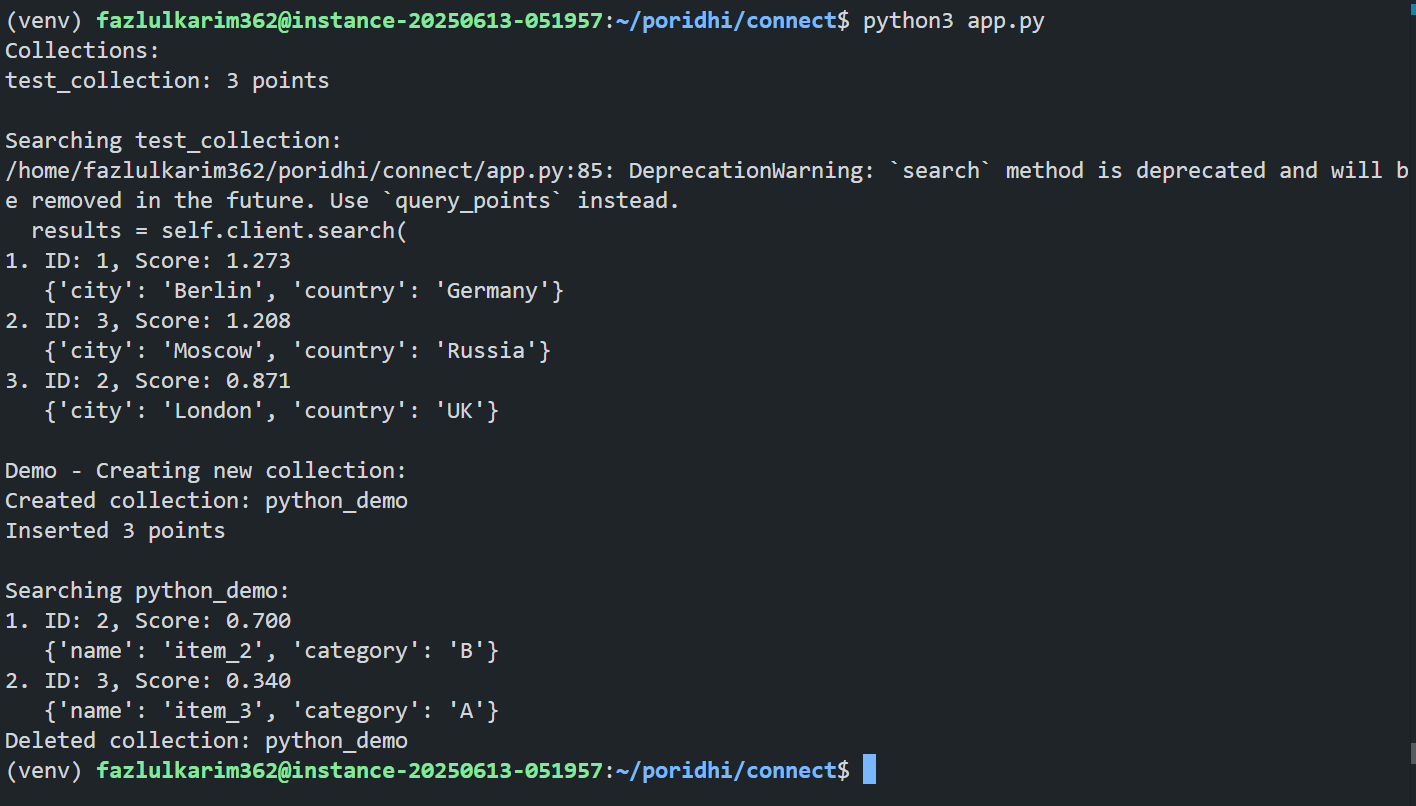 (venv) fazlulkarim362@instance-20250613-051957:~/poridhi/connect$ python3 app.py
Collections:
test_collection: 3 points

Searching test_collection:
/home/fazlulkarim362/poridhi/connect/app.py:85: DeprecationWarning: `search` method is deprecated and will b
e removed in the future. Use `query_points` instead.
  results = self.client.search(
1. ID: 1, Score: 1.273
   {'city': 'Berlin', 'country': 'Germany'}
2. ID: 3, Score: 1.208
   {'city': 'Moscow', 'country': 'Russia'}
3. ID: 2, Score: 0.871
   {'city': 'London', 'country': 'UK'}

Demo - Creating new collection:
Created collection: python_demo
Inserted 3 points

Searching python_demo:
1. ID: 2, Score: 0.700
   {'name': 'item_2', 'category': 'B'}
2. ID: 3, Score: 0.340
   {'name': 'item_3', 'category': 'A'}
Deleted collection: python_demo
(venv) fazlulkarim362@instance-20250613-051957:~/poridhi/connect$